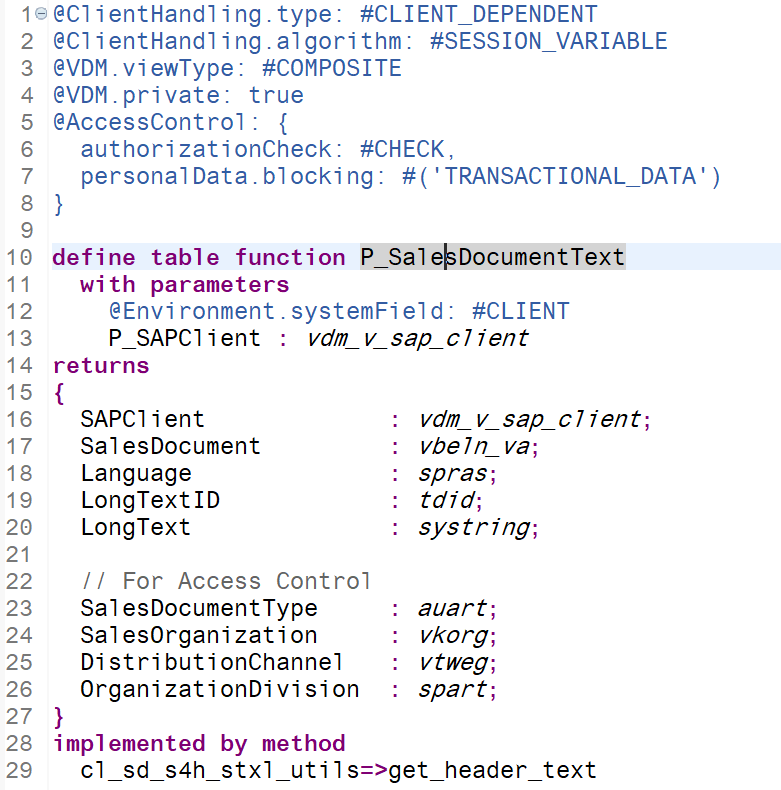 1 @ClientHandling.type: #CLIENT_DEPENDENT
2 @ClientHandling.algorithm: #SESSION_VARIABLE
3 @VDM.viewType: #COMPOSITE
4 @VDM.private: true
5 @AccessControl: {
6   authorizationCheck: #CHECK,
7   personalData.blocking: #('TRANSACTIONAL_DATA')
8 }
9
10 define table function P_SalesDocumentText
11   with parameters
12     @Environment.systemField: #CLIENT
13     P_SAPClient : vdm_v_sap_client
14 returns
15 {
16   SAPClient             : vdm_v_sap_client;
17   SalesDocument         : vbeln_va;
18   Language              : spras;
19   LongTextID            : tdid;
20   LongText              : systring;
21
22   // For Access Control
23   SalesDocumentType     : auart;
24   SalesOrganization     : vkorg;
25   DistributionChannel   : vtweg;
26   OrganizationDivision  : spart;
27 }
28 implemented by method
29   cl_sd_s4h_stxl_utils=>get_header_text